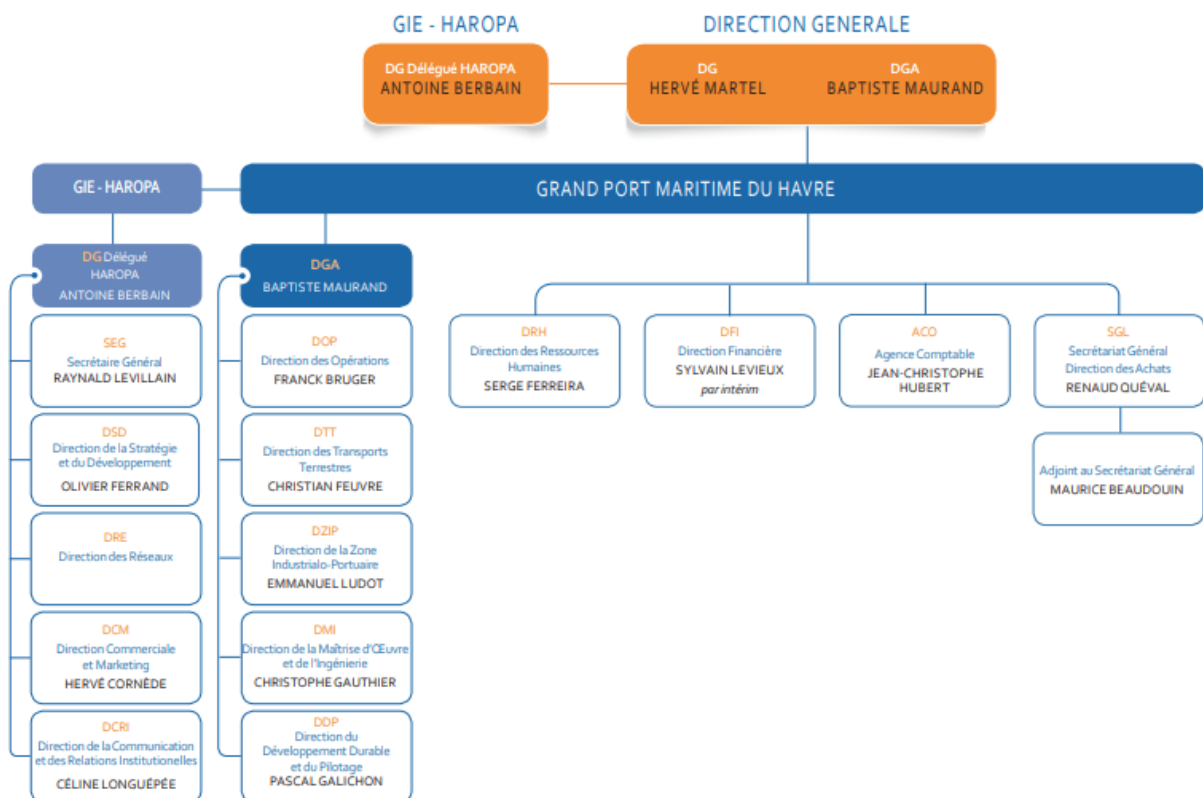 GIE - HAROPA
DIRECTION GENERALE
DG Délégué HAROPA
ANTOINE BERBAIN
DG
HERVÉ MARTEL
DGA
BAPTISTE MAURAND
GIE - HAROPA
GRAND PORT MARITIME DU HAVRE
DG Délégué
HAROPA
ANTOINE BERBAIN
SEG
Secrétaire Général
RAYNALD LEVILLAIN
DSD
Direction de la Stratégie
et du Développement
OLIVIER FERRAND
DRE
Direction des Réseaux
DCM
Direction Commerciale
et Marketing
HERVÉ CORNÈDE
DCRI
Direction de la Communication
et des Relations Institutionelles
CÉLINE LONGUÉPÉE
DGA
BAPTISTE MAURAND
DOP
Direction des Opérations
FRANCK BRUGER
DTT
Direction des Transports
Terrestres
CHRISTIAN FEUVRE
DZIP
Direction de la Zone
Industrialo-Portuaire
EMMANUEL LUDOT
DMI
Direction de la Maîtrise d'Œuvre
et de l'Ingénierie
CHRISTOPHE GAUTHIER
DDP
Direction du
Développement Durable
et du Pilotage
PASCAL GALICHON
DRH
Direction des Ressources
Humaines
SERGE FERREIRA
DFI
Direction Financière
SYLVAIN LEVIEUX
par intérim
ACO
Agence Comptable
JEAN-CHRISTOPHE
HUBERT
SGL
Secrétariat Général
Direction des Achats
RENAUD QUÉVAL
Adjoint au Secrétariat Général
MAURICE BEAUDOUIN